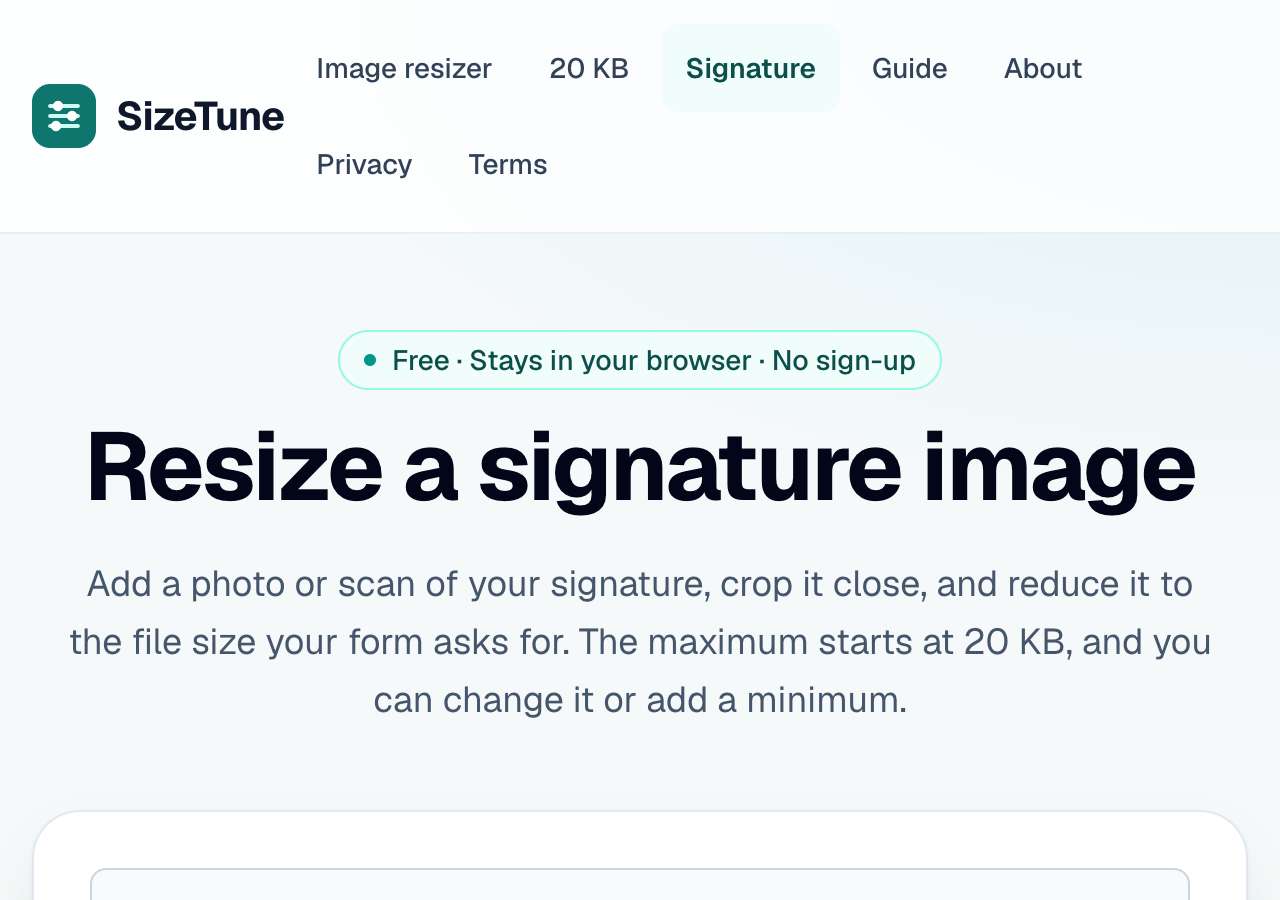 SizeTune
Image resizer
20 KB
Signature
Guide
About
Privacy
Terms
Free · Stays in your browser · No sign-up
Resize a signature image
Add a photo or scan of your signature, crop it close, and reduce it to
the file size your form asks for. The maximum starts at 20 KB, and you
can change it or add a minimum.